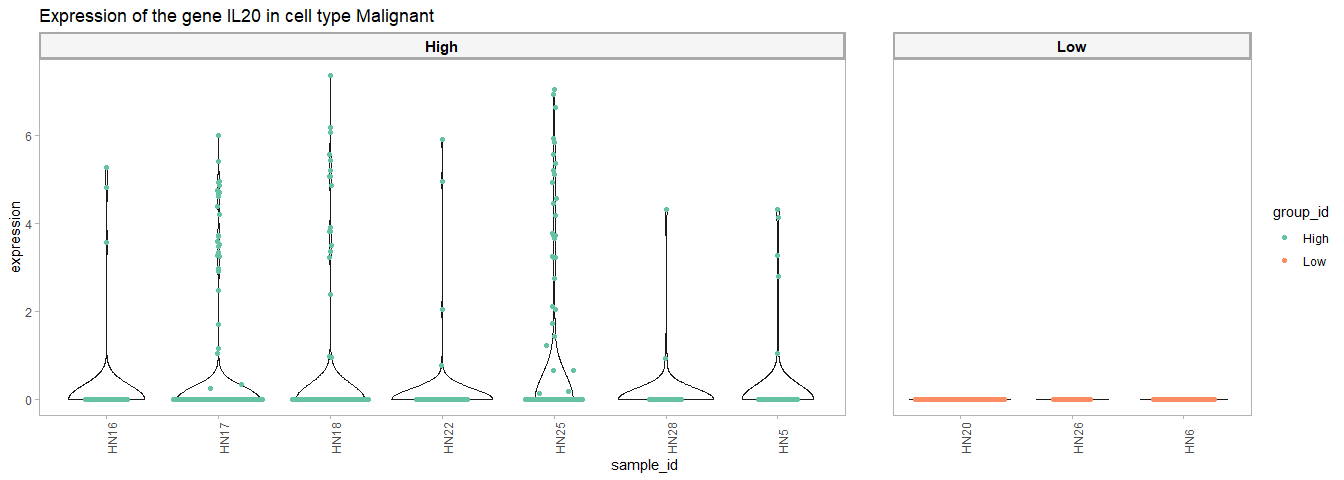 Expression of the gene IL20 in cell type Malignant
High
Low
expression
6
4
2
0
HN16
HN17
HN18
HN22
HN25
HN28
HN5
HN20
HN26
HN6
sample_id
group_id
High
Low